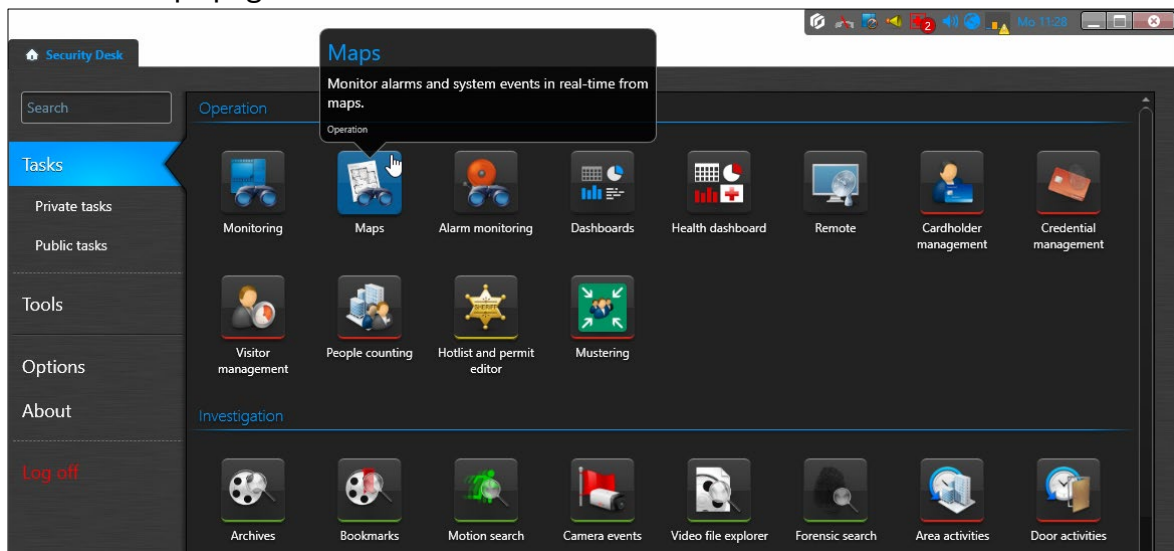 2
Mo 11:28
Security Desk
Maps
Monitor alarms and system events in real-time from
maps.
Operation
Search
Operation
Tasks
Private tasks
Public tasks
Tools
Options
About
Log off
Monitoring
Maps
Alarm monitoring
Dashboards
Health dashboard
Remote
Cardholder
management
Credential
management
Visitor
management
People counting
SHERIFF
Hotlist and permit
editor
Mustering
Investigation
Archives
Bookmarks
Motion search
Camera events
Video file explorer
Forensic search
Area activities
Door activities